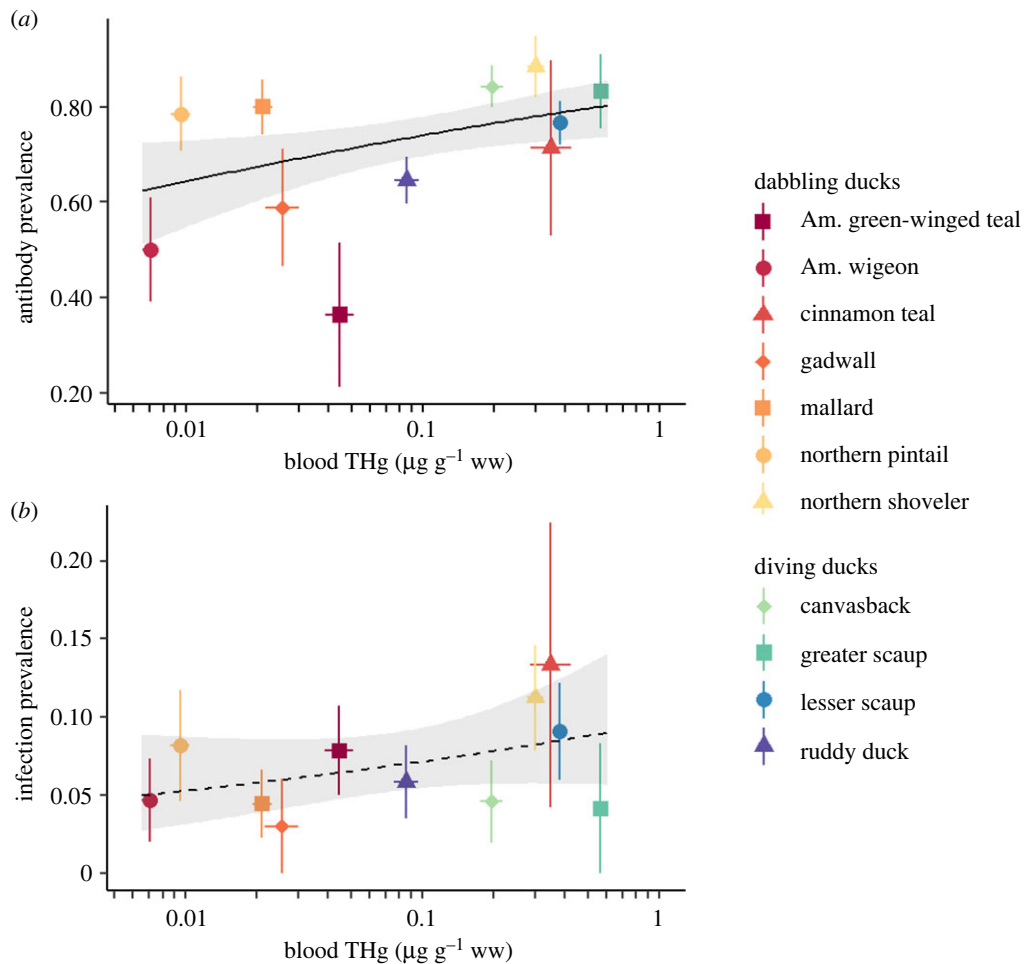 (a)
antibody prevalence
0.80
0.60
0.40
0.20
0.01 0.1 1
blood THg (µg g⁻¹ ww)
(b)
infection prevalence
0.20
0.15
0.10
0.05
0
0.01 0.1 1
blood THg (µg g⁻¹ ww)
dabbling ducks
Am. green-winged teal
Am. wigeon
cinnamon teal
gadwall
mallard
northern pintail
northern shoveler
diving ducks
canvasback
greater scaup
lesser scaup
ruddy duck